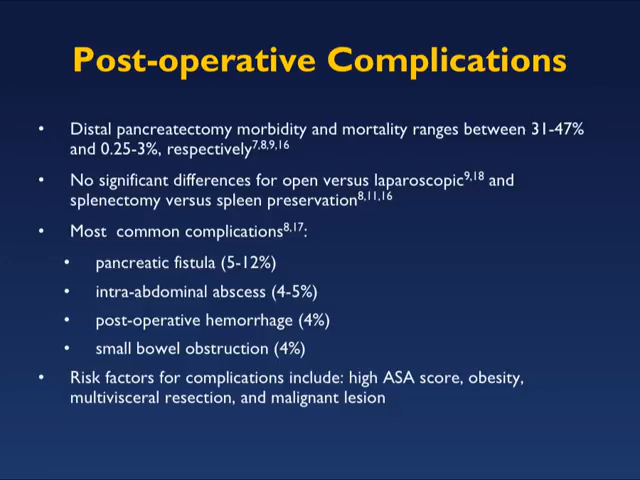 Post-operative Complications
• Distal pancreatectomy morbidity and mortality ranges between 31-47%
and 0.25-3%, respectively7,8,9,16
• No significant differences for open versus laparoscopic9,18 and
splenectomy versus spleen preservation8,11,16
• Most common complications8,17:
• pancreatic fistula (5-12%)
• intra-abdominal abscess (4-5%)
• post-operative hemorrhage (4%)
• small bowel obstruction (4%)
• Risk factors for complications include: high ASA score, obesity,
multivisceral resection, and malignant lesion